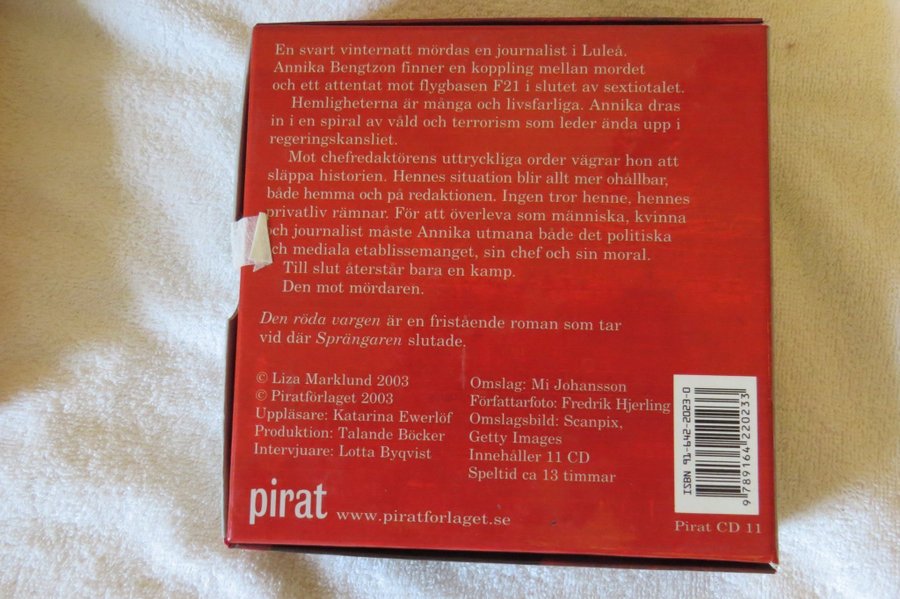 En svart vinternatt mördas en journalist i Luleå.
Annika Bengtzon finner en koppling mellan mordet
och ett attentat mot flygbasen F21 i slutet av sextiotalet.
Hemligheterna är många och livsfarliga. Annika dras
in i en spiral av våld och terrorism som leder ända upp i
regeringskansliet.
Mot chefredaktörens uttryckliga order vägrar hon att
släppa historien. Hennes situation blir allt mer ohållbar,
både hemma och på redaktionen. Ingen tror henne, hennes
privatliv rämnar. För att överleva som människa, kvinna
och journalist måste Annika utmana både det politiska
och mediala etablissemanget, sin chef och sin moral.
Till slut återstår bara en kamp.
Den mot mördaren.
Den röda vargen är en fristående roman som tar
vid där Sprängaren slutade.
© Liza Marklund 2003
© Piratförlaget 2003
Uppläsare: Katarina Ewerlöf
Produktion: Talande Böcker
Intervjuare: Lotta Byqvist
Omslag: Mi Johansson
Författarfoto: Fredrik Hjerling
Omslagsbild: Scanpix,
Getty Images
Innehåller 11 CD
Speltid ca 13 timmar
ISBN 91-642-2023-0
9 789164 220233
pirat www.piratforlaget.se
Pirat CD 11